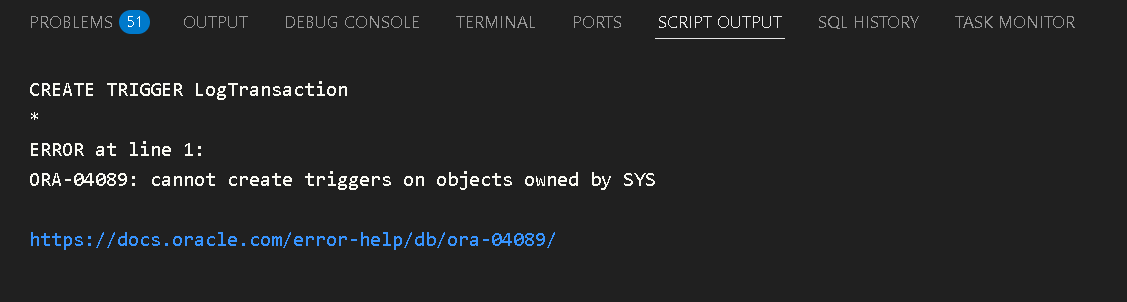 PROBLEMS 51 OUTPUT DEBUG CONSOLE TERMINAL PORTS SCRIPT OUTPUT SQL HISTORY TASK MONITOR
CREATE TRIGGER LogTransaction
*
ERROR at line 1:
ORA-04089: cannot create triggers on objects owned by SYS
https://docs.oracle.com/error-help/db/ora-04089/